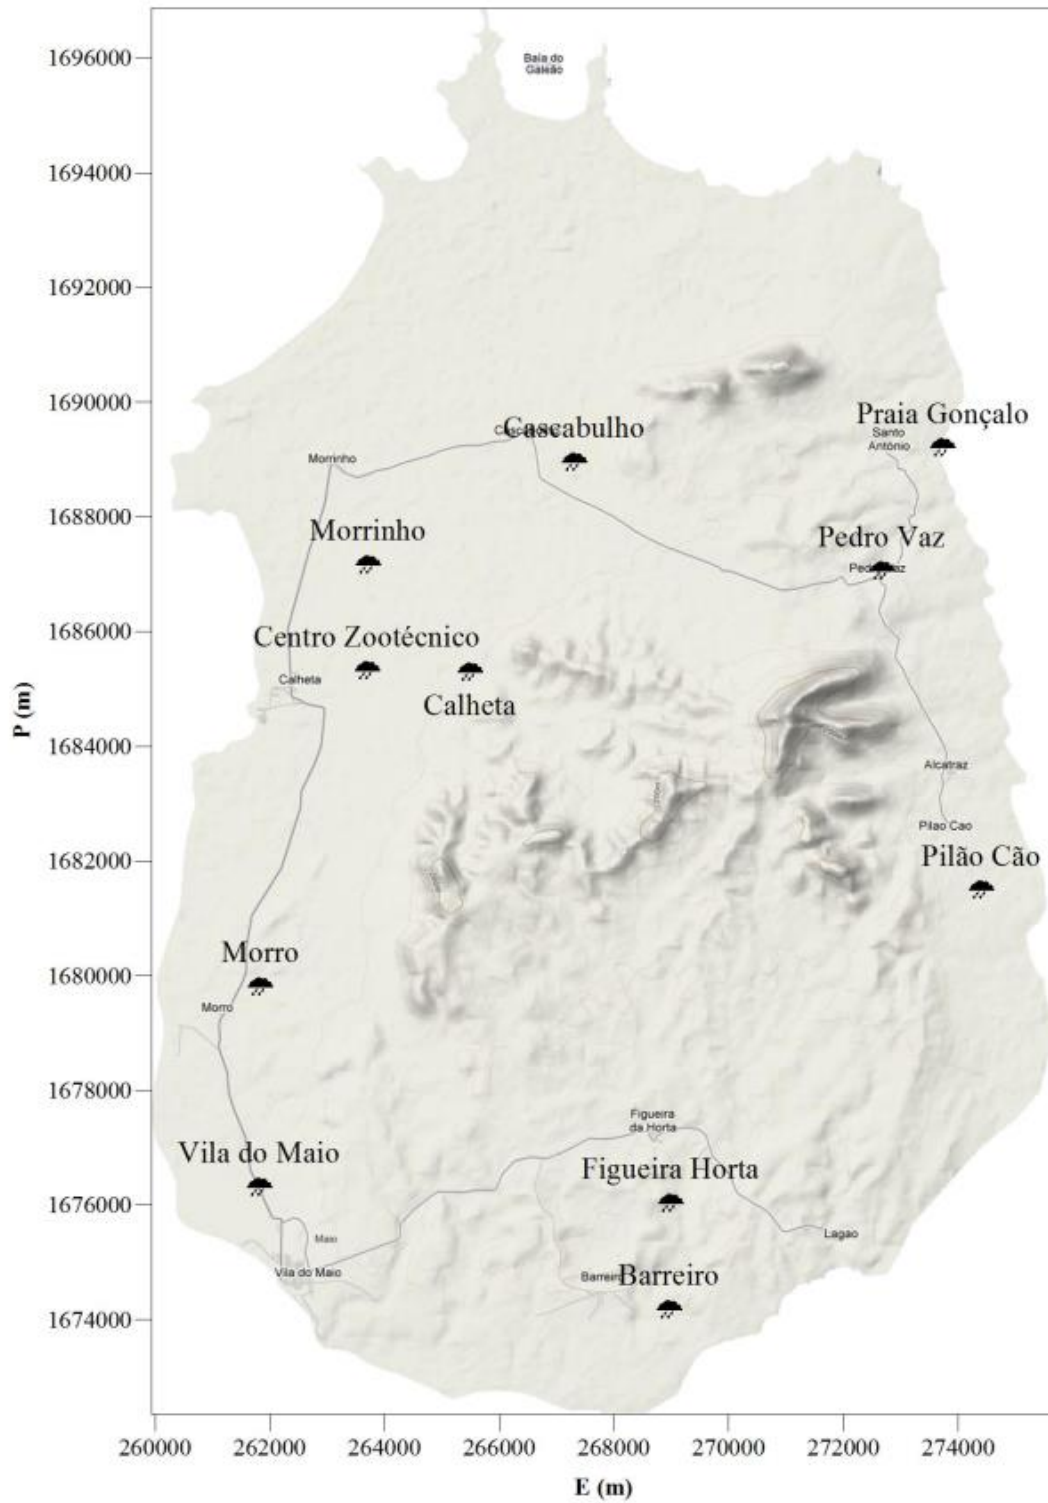 1696000
Baía do
Galeão
1694000
1692000
1690000
Praia Gonçalo
Cascabulho
Santo
António
Morrinho
1688000
Morrinho
Pedro Vaz
1686000
Centro Zootécnico
Calheta
Calheta
1684000
P (m)
Alcatraz
Pilao Cao
1682000
Pilão Cão
Morro
1680000
Morro
1678000
Figueira
da Horta
Vila do Maio
Figueira Horta
1676000
Lagao
Maio
Vila do Maio
Barreiro
Barreiro
1674000
260000
262000
264000
266000
268000
270000
272000
274000
E (m)